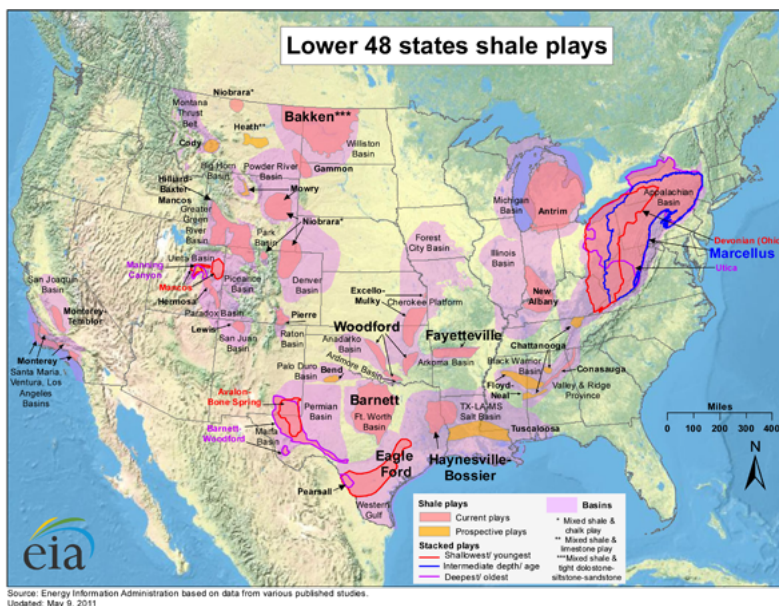 Lower 48 states shale plays
Niobrara*
Montana
Thrust
Belt
Bakken***
Heath**
Cody
Williston
Basin
Big Horn
Basin
Powder River
Basin
Gammon
Hilliard-
Baxter-
Mancos
Mowry
Greater
Green
River
Basin
Niobrara*
Park
Basin
Michigan
Basin
Antrim
Appalachian
Basin
Devonian (Ohio
Marcellus
Utica
Forest
City Basin
Illinois
Basin
Uinta Basin
Manning
Canyon
Mancos
Piceance
Basin
Denver
Basin
San Joaquin
Basin
Hermosa
Paradox Basin
Excello-
Mulky
Cherokee Platform
New
Albany
Monterey-
Temblor
Lewis
San Juan
Basin
Pierre
Raton
Basin
Woodford
Anadarko
Basin
Fayetteville
Chattanooga
Monterey
Santa Maria,
Ventura, Los
Angeles
Basins
Palo Duro
Basin
Bend
Ardmore Basin
Arkoma Basin
Black Warrior
Basin
Conasauga
Floyd-
Neal
Valley & Ridge
Province
Avalon-
Bone Spring
Permian
Basin
Barnett
Ft. Worth
Basin
TX-LA-MS
Salt Basin
Tuscaloosa
Barnett-
Woodford
Marfa
Basin
Eagle
Ford
Haynesville-
Bossier
Pearsall
Western
Gulf
Miles
0 100 200 300 400
N
Shale plays
Current plays
Prospective plays
Stacked plays
Shallowest/ youngest
Intermediate depth/ age
Deepest/ oldest
Basins
* Mixed shale &
chalk play
** Mixed shale &
limestone play
***Mixed shale &
tight dolostone-
siltstone-sandstone
eia
Source: Energy Information Administration based on data from various published studies.
Updated: May 9, 2011